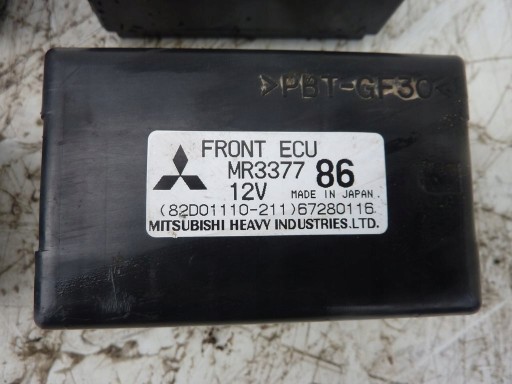 >PBT-GF30<
FRONT ECU
MR3377 86
12V MADE IN JAPAN.
(82D01110-211)67280116
MITSUBISHI HEAVY INDUSTRIES.LTD.